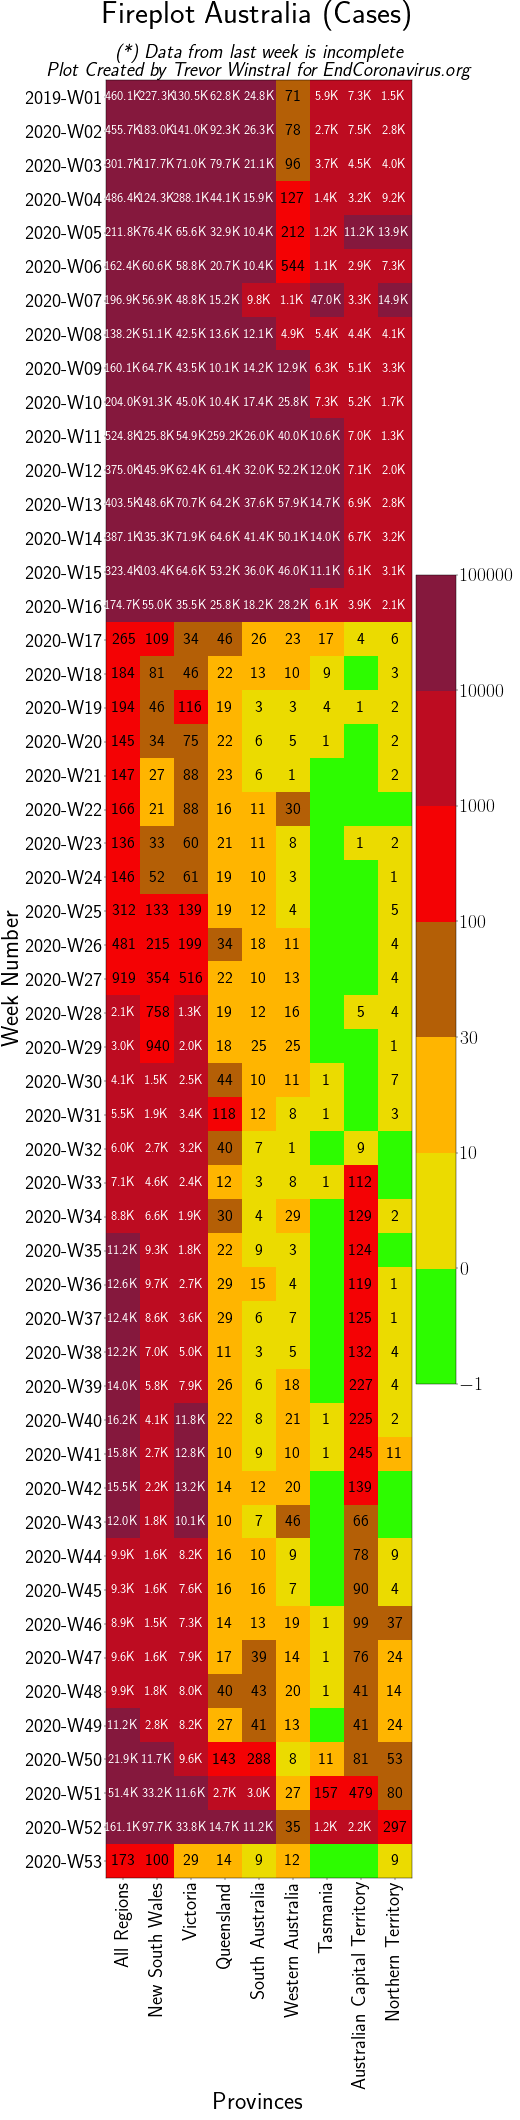 Fireplot Australia (Cases)
(*) Data from last week is incomplete
Plot Created by Trevor Winstral for EndCoronavirus.org
2019-W01 460.1K 227.3K 130.5K 62.8K 24.8K 71 5.9K 7.3K 1.5K
2020-W02 455.7K 183.0K 141.0K 92.3K 26.3K 78 2.7K 7.5K 2.8K
2020-W03 301.7K 117.7K 71.0K 79.7K 21.1K 96 3.7K 4.5K 4.0K
2020-W04 486.4K 124.3K 288.1K 44.1K 15.9K 127 1.4K 3.2K 9.2K
2020-W05 211.8K 76.4K 65.6K 32.9K 10.4K 212 1.2K 11.2K 13.9K
2020-W06 162.4K 60.6K 58.8K 20.7K 10.4K 544 1.1K 2.9K 7.3K
2020-W07 196.9K 56.9K 48.8K 15.2K 9.8K 1.1K 47.0K 3.3K 14.9K
2020-W08 138.2K 51.1K 42.5K 13.6K 12.1K 4.9K 5.4K 4.4K 4.1K
2020-W09 160.1K 64.7K 43.5K 10.1K 14.2K 12.9K 6.3K 5.1K 3.3K
2020-W10 204.0K 91.3K 45.0K 10.4K 17.4K 25.8K 7.3K 5.2K 1.7K
2020-W11 524.8K 125.8K 54.9K 259.2K 26.0K 40.0K 10.6K 7.0K 1.3K
2020-W12 375.0K 145.9K 62.4K 61.4K 32.0K 52.2K 12.0K 7.1K 2.0K
2020-W13 403.5K 148.6K 70.7K 64.2K 37.6K 57.9K 14.7K 6.9K 2.8K
2020-W14 387.1K 135.3K 71.9K 64.6K 41.4K 50.1K 14.0K 6.7K 3.2K
2020-W15 323.4K 103.4K 64.6K 53.2K 36.0K 46.0K 11.1K 6.1K 3.1K
2020-W16 174.7K 55.0K 35.5K 25.8K 18.2K 28.2K 6.1K 3.9K 2.1K
2020-W17 265 109 34 46 26 23 17 4 6
2020-W18 184 81 46 22 13 10 9 3
2020-W19 194 46 116 19 3 3 4 1 2
2020-W20 145 34 75 22 6 5 1 2
2020-W21 147 27 88 23 6 1 2
2020-W22 166 21 88 16 11 30
2020-W23 136 33 60 21 11 8 1 2
2020-W24 146 52 61 19 10 3 1
2020-W25 312 133 139 19 12 4 5
2020-W26 481 215 199 34 18 11 4
2020-W27 919 354 516 22 10 13 4
2020-W28 2.1K 758 1.3K 19 12 16 5 4
2020-W29 3.0K 940 2.0K 18 25 25 1
2020-W30 4.1K 1.5K 2.5K 44 10 11 1 7
2020-W31 5.5K 1.9K 3.4K 118 12 8 1 3
2020-W32 6.0K 2.7K 3.2K 40 7 1 9
2020-W33 7.1K 4.6K 2.4K 12 3 8 1 112
2020-W34 8.8K 6.6K 1.9K 30 4 29 129 2
2020-W35 11.2K 9.3K 1.8K 22 9 3 124
2020-W36 12.6K 9.7K 2.7K 29 15 4 119 1
2020-W37 12.4K 8.6K 3.6K 29 6 7 125 1
2020-W38 12.2K 7.0K 5.0K 11 3 5 132 4
2020-W39 14.0K 5.8K 7.9K 26 6 18 227 4
2020-W40 16.2K 4.1K 11.8K 22 8 21 1 225 2
2020-W41 15.8K 2.7K 12.8K 10 9 10 1 245 11
2020-W42 15.5K 2.2K 13.2K 14 12 20 139
2020-W43 12.0K 1.8K 10.1K 10 7 46 66
2020-W44 9.9K 1.6K 8.2K 16 10 9 78 9
2020-W45 9.3K 1.6K 7.6K 16 16 7 90 4
2020-W46 8.9K 1.5K 7.3K 14 13 19 1 99 37
2020-W47 9.6K 1.6K 7.9K 17 39 14 1 76 24
2020-W48 9.9K 1.8K 8.0K 40 43 20 1 41 14
2020-W49 11.2K 2.8K 8.2K 27 41 13 41 24
2020-W50 21.9K 11.7K 9.6K 143 288 8 11 81 53
2020-W51 51.4K 33.2K 11.6K 2.7K 3.0K 27 157 479 80
2020-W52 161.1K 97.7K 33.8K 14.7K 11.2K 35 1.2K 2.2K 297
2020-W53 173 100 29 14 9 12 9
Week Number
100000
10000
1000
100
30
10
0
−1
All Regions
New South Wales
Victoria
Queensland
South Australia
Western Australia
Tasmania
Australian Capital Territory
Northern Territory
Provinces